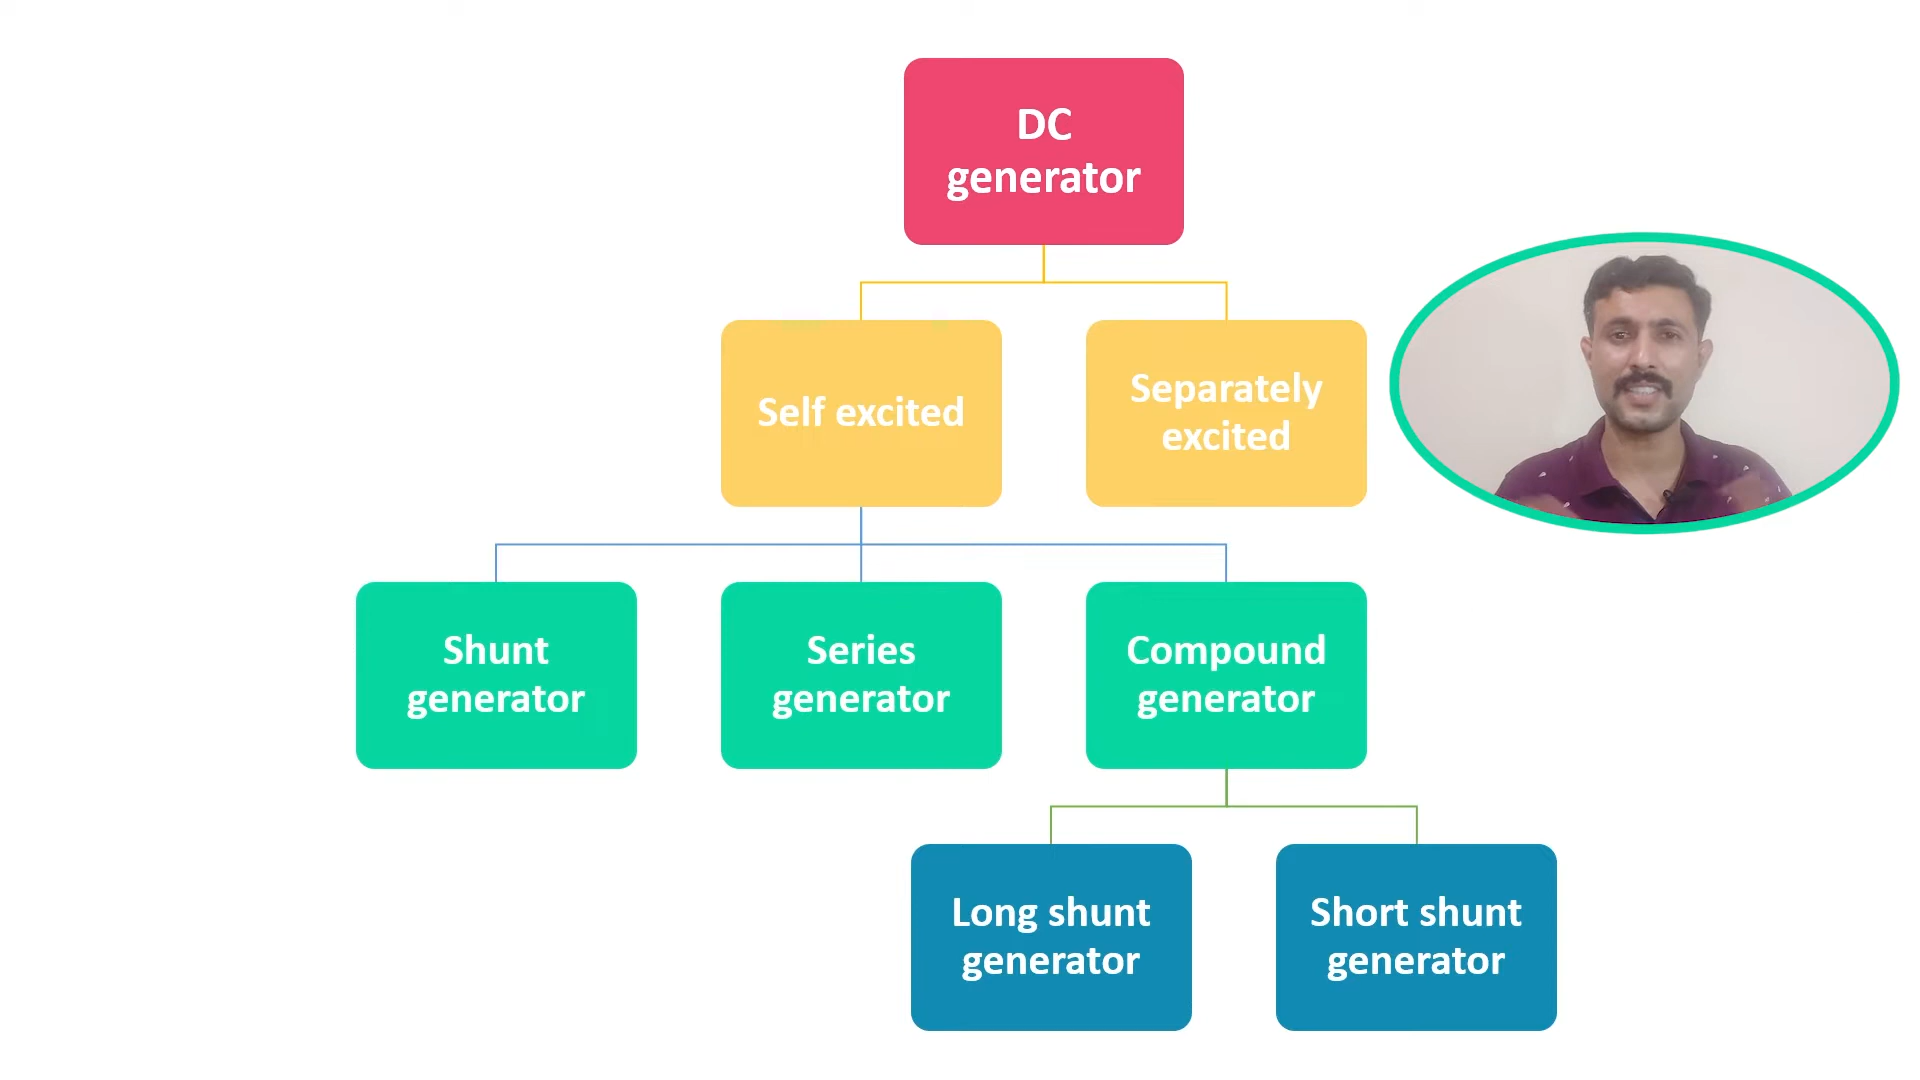 DC
generator
Self excited
Separately
excited
Shunt
generator
Series
generator
Compound
generator
Long shunt
generator
Short shunt
generator